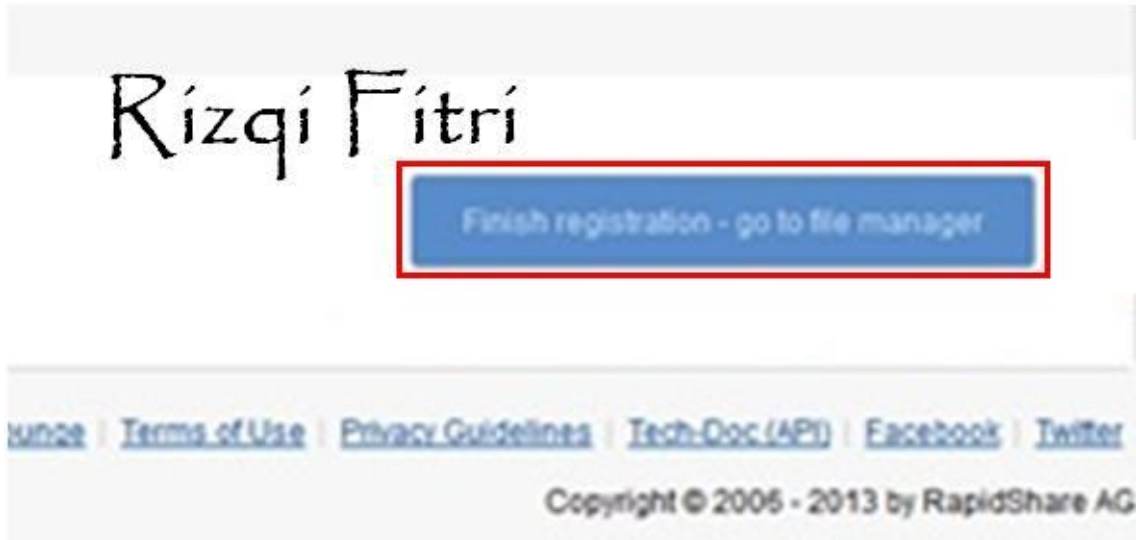 Rizqi Fitri
Finish registration - go to file manager
ounge | Terms of Use | Privacy Guidelines | Tech-Doc (API) | Facebook | Twitter
Copyright © 2006 - 2013 by RapidShare AG